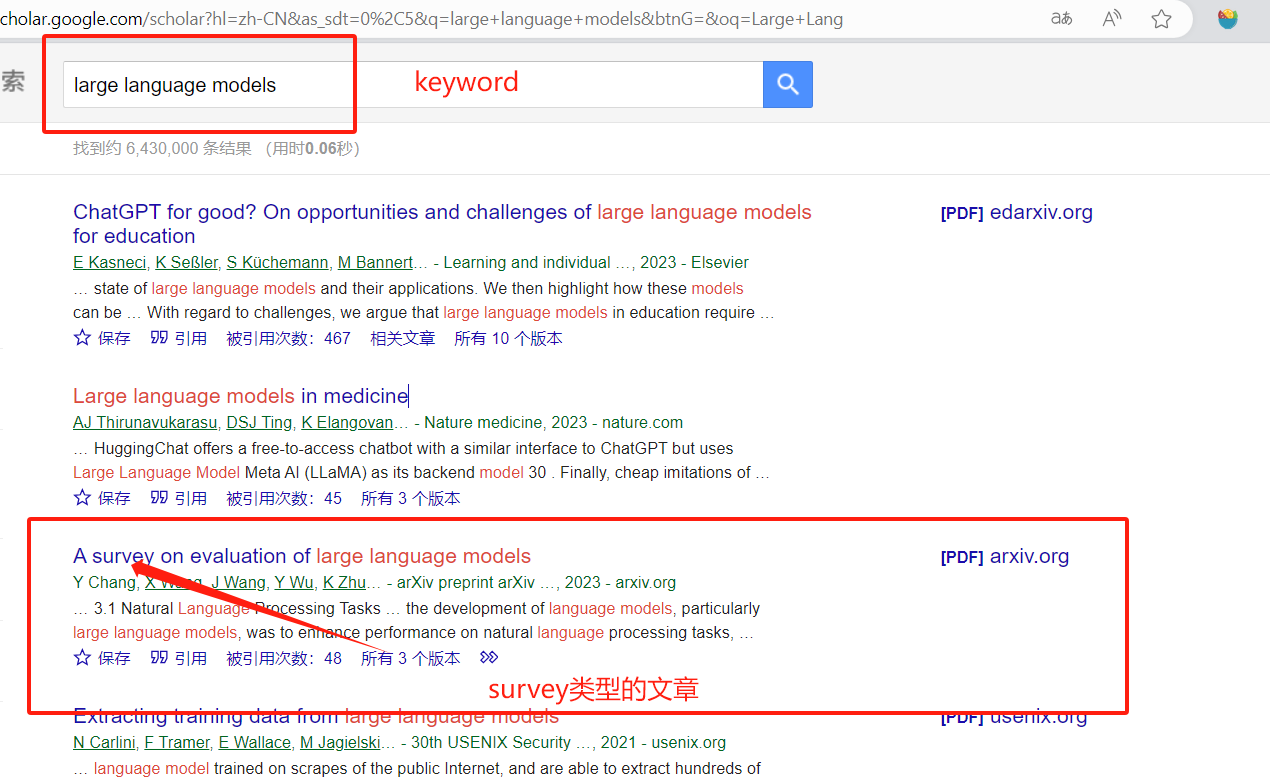 cholar.google.com/scholar?hl=zh-CN&as_sdt=0%2C5&q=large+language+models&btnG=&oq=Large+Lang
索
large language models
keyword
找到约 6,430,000 条结果 （用时0.06秒）
ChatGPT for good? On opportunities and challenges of large language models
for education
[PDF] edarxiv.org
E Kasneci, K Seßler, S Küchemann, M Bannert… - Learning and individual …, 2023 - Elsevier
… state of large language models and their applications. We then highlight how these models
can be … With regard to challenges, we argue that large language models in education require …
保存 引用 被引用次数：467 相关文章 所有 10 个版本
Large language models in medicine
AJ Thirunavukarasu, DSJ Ting, K Elangovan… - Nature medicine, 2023 - nature.com
… HuggingChat offers a free-to-access chatbot with a similar interface to ChatGPT but uses
Large Language Model Meta AI (LLaMA) as its backend model 30 . Finally, cheap imitations of …
保存 引用 被引用次数：45 所有 3 个版本
A survey on evaluation of large language models
[PDF] arxiv.org
Y Chang, X Wang, J Wang, Y Wu, K Zhu… - arXiv preprint arXiv …, 2023 - arxiv.org
… 3.1 Natural Language Processing Tasks … the development of language models, particularly
large language models, was to enhance performance on natural language processing tasks, …
保存 引用 被引用次数：48 所有 3 个版本
survey类型的文章
Extracting training data from large language models
[PDF] usenix.org
N Carlini, F Tramer, E Wallace, M Jagielski… - 30th USENIX Security …, 2021 - usenix.org
… language model trained on scrapes of the public Internet, and are able to extract hundreds of